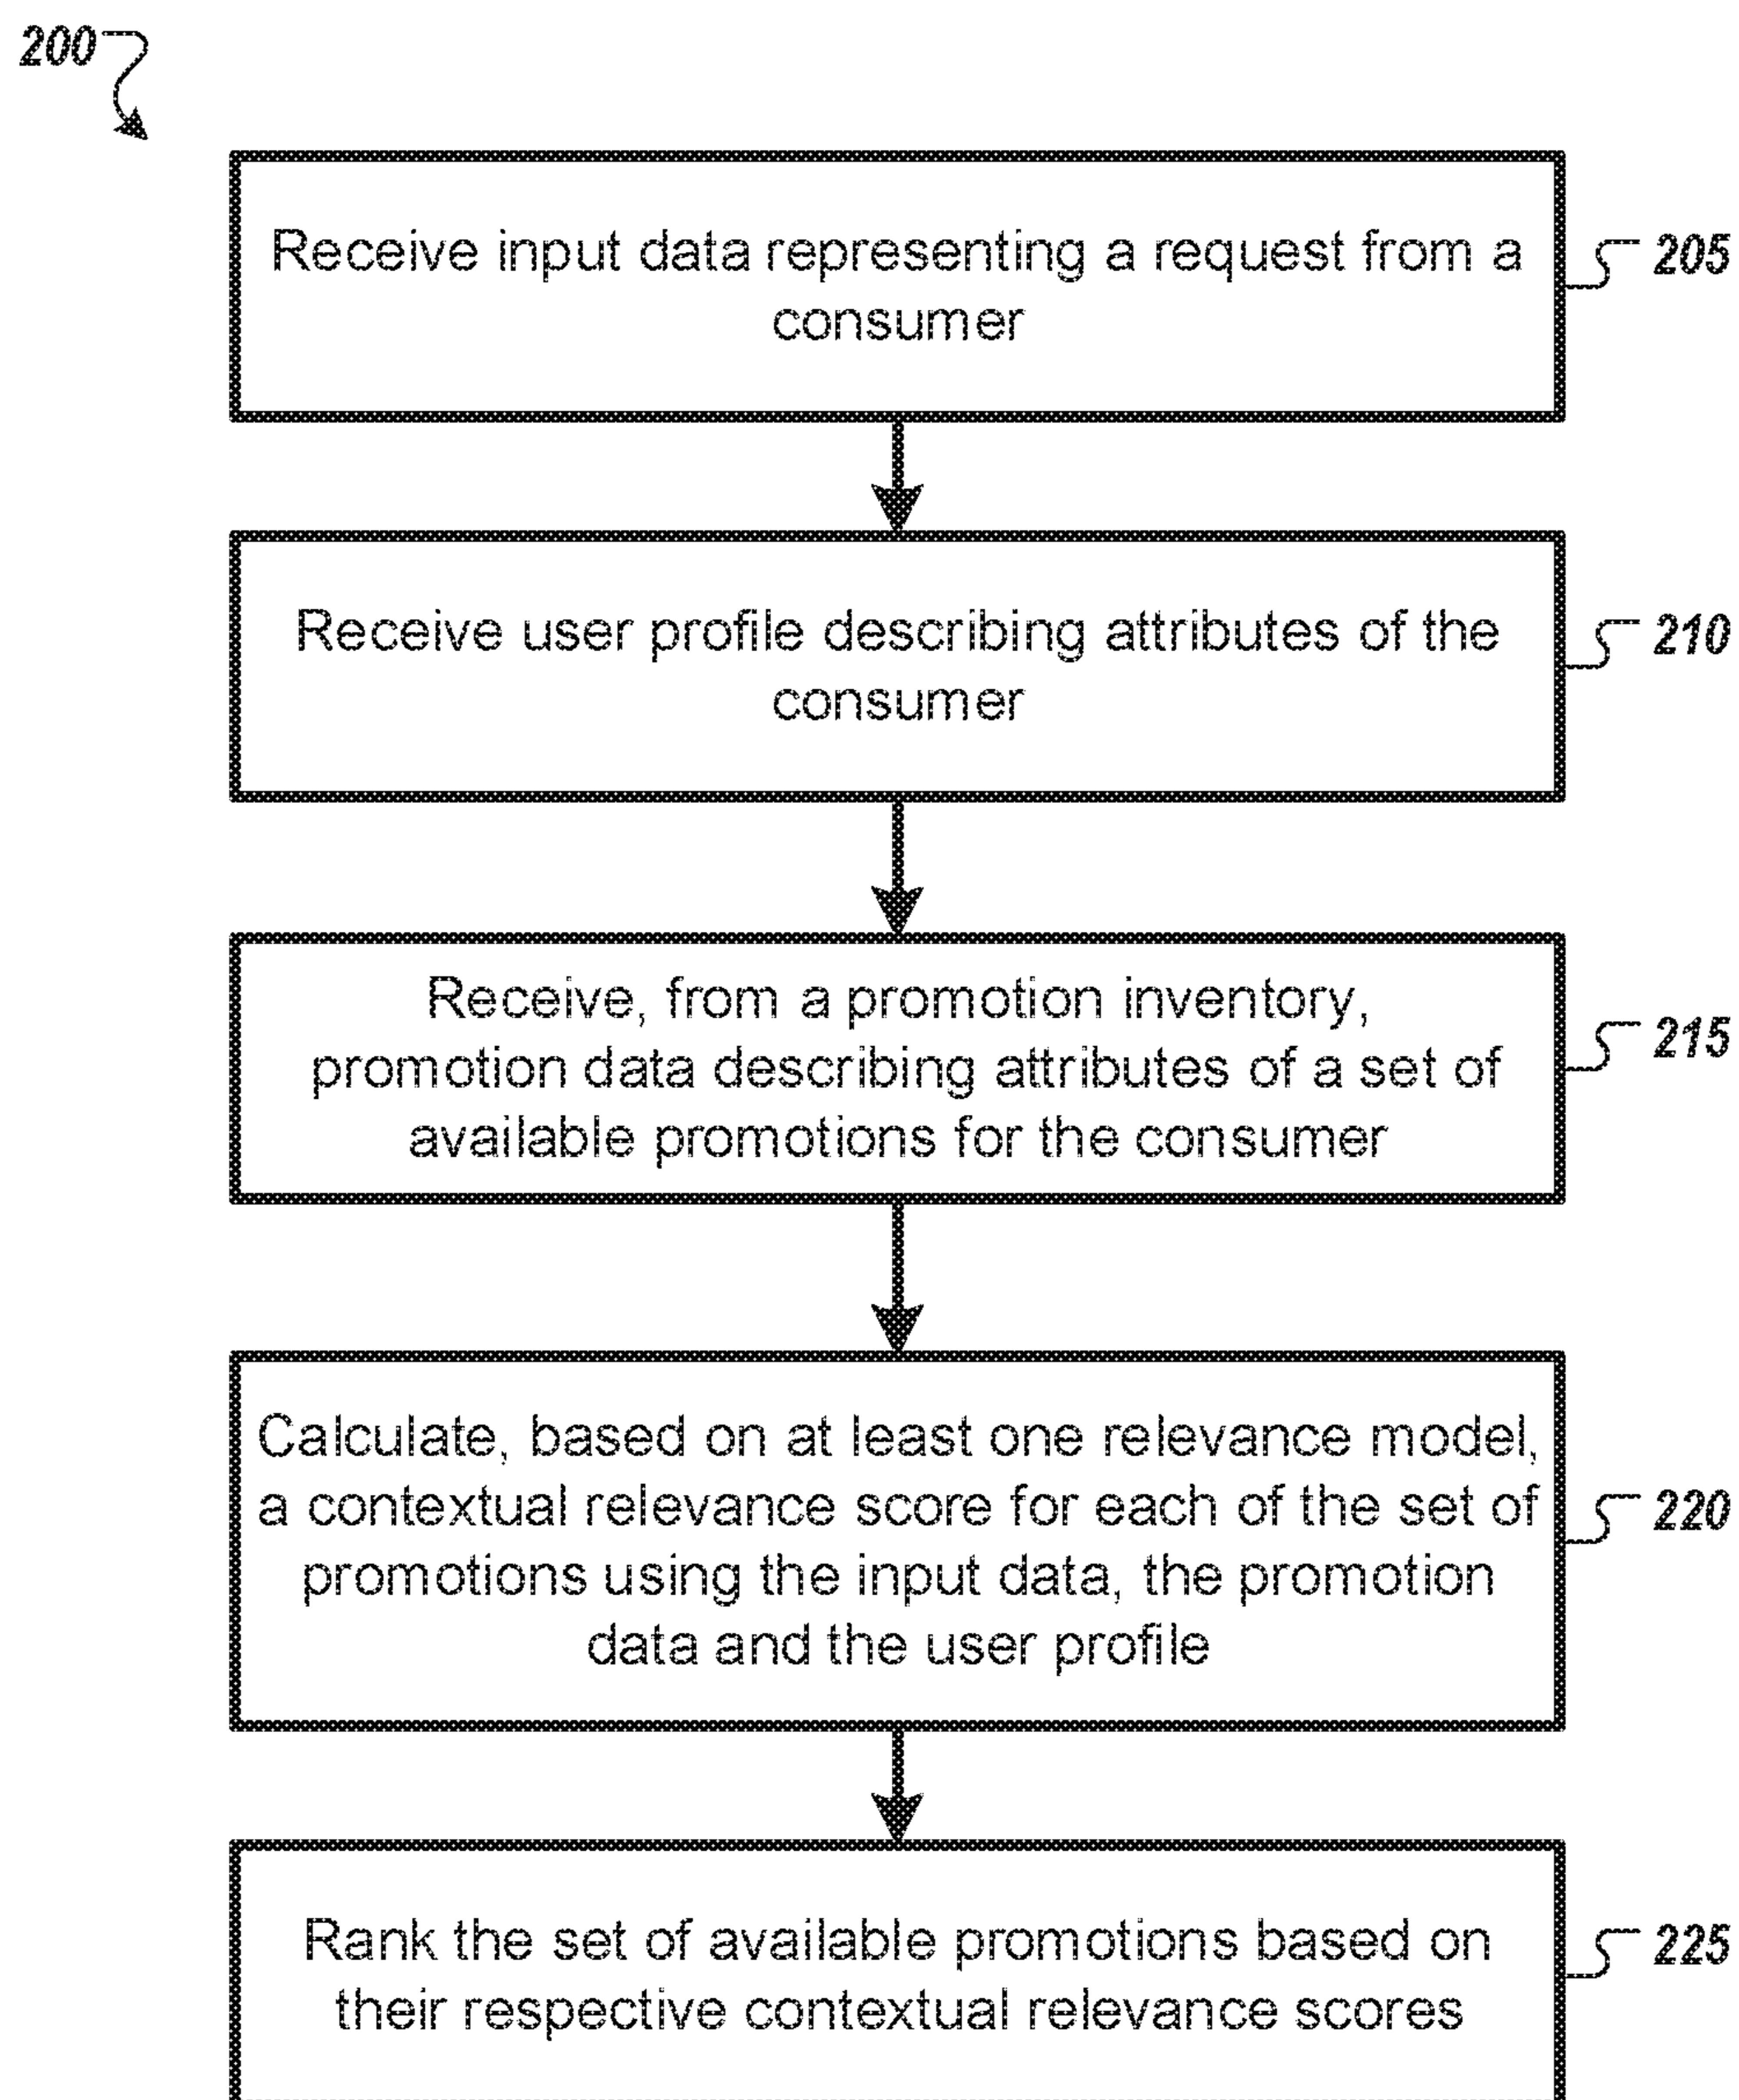 200
Receive input data representing a request from a
consumer
205
Receive user profile describing attributes of the
consumer
210
Receive, from a promotion inventory,
promotion data describing attributes of a set of
available promotions for the consumer
215
Calculate, based on at least one relevance model,
a contextual relevance score for each of the set of
promotions using the input data, the promotion
data and the user profile
220
Rank the set of available promotions based on
their respective contextual relevance scores
225